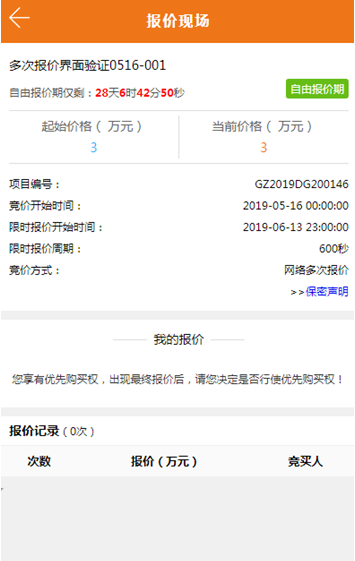 报价现场
多次报价界面验证0516-001
自由报价期仅剩：28天6时42分50秒
自由报价期
起始价格（ 万元） 当前价格（ 万元）
3 3
项目编号： GZ2019DG200146
竞价开始时间： 2019-05-16 00:00:00
限时报价开始时间： 2019-06-13 23:00:00
限时报价周期： 600秒
竞价方式： 网络多次报价
>>保密声明
我的报价
您享有优先购买权，出现最终报价后，请您决定是否行使优先购买权！
报价记录（0次）
次数 报价（万元） 竞买人